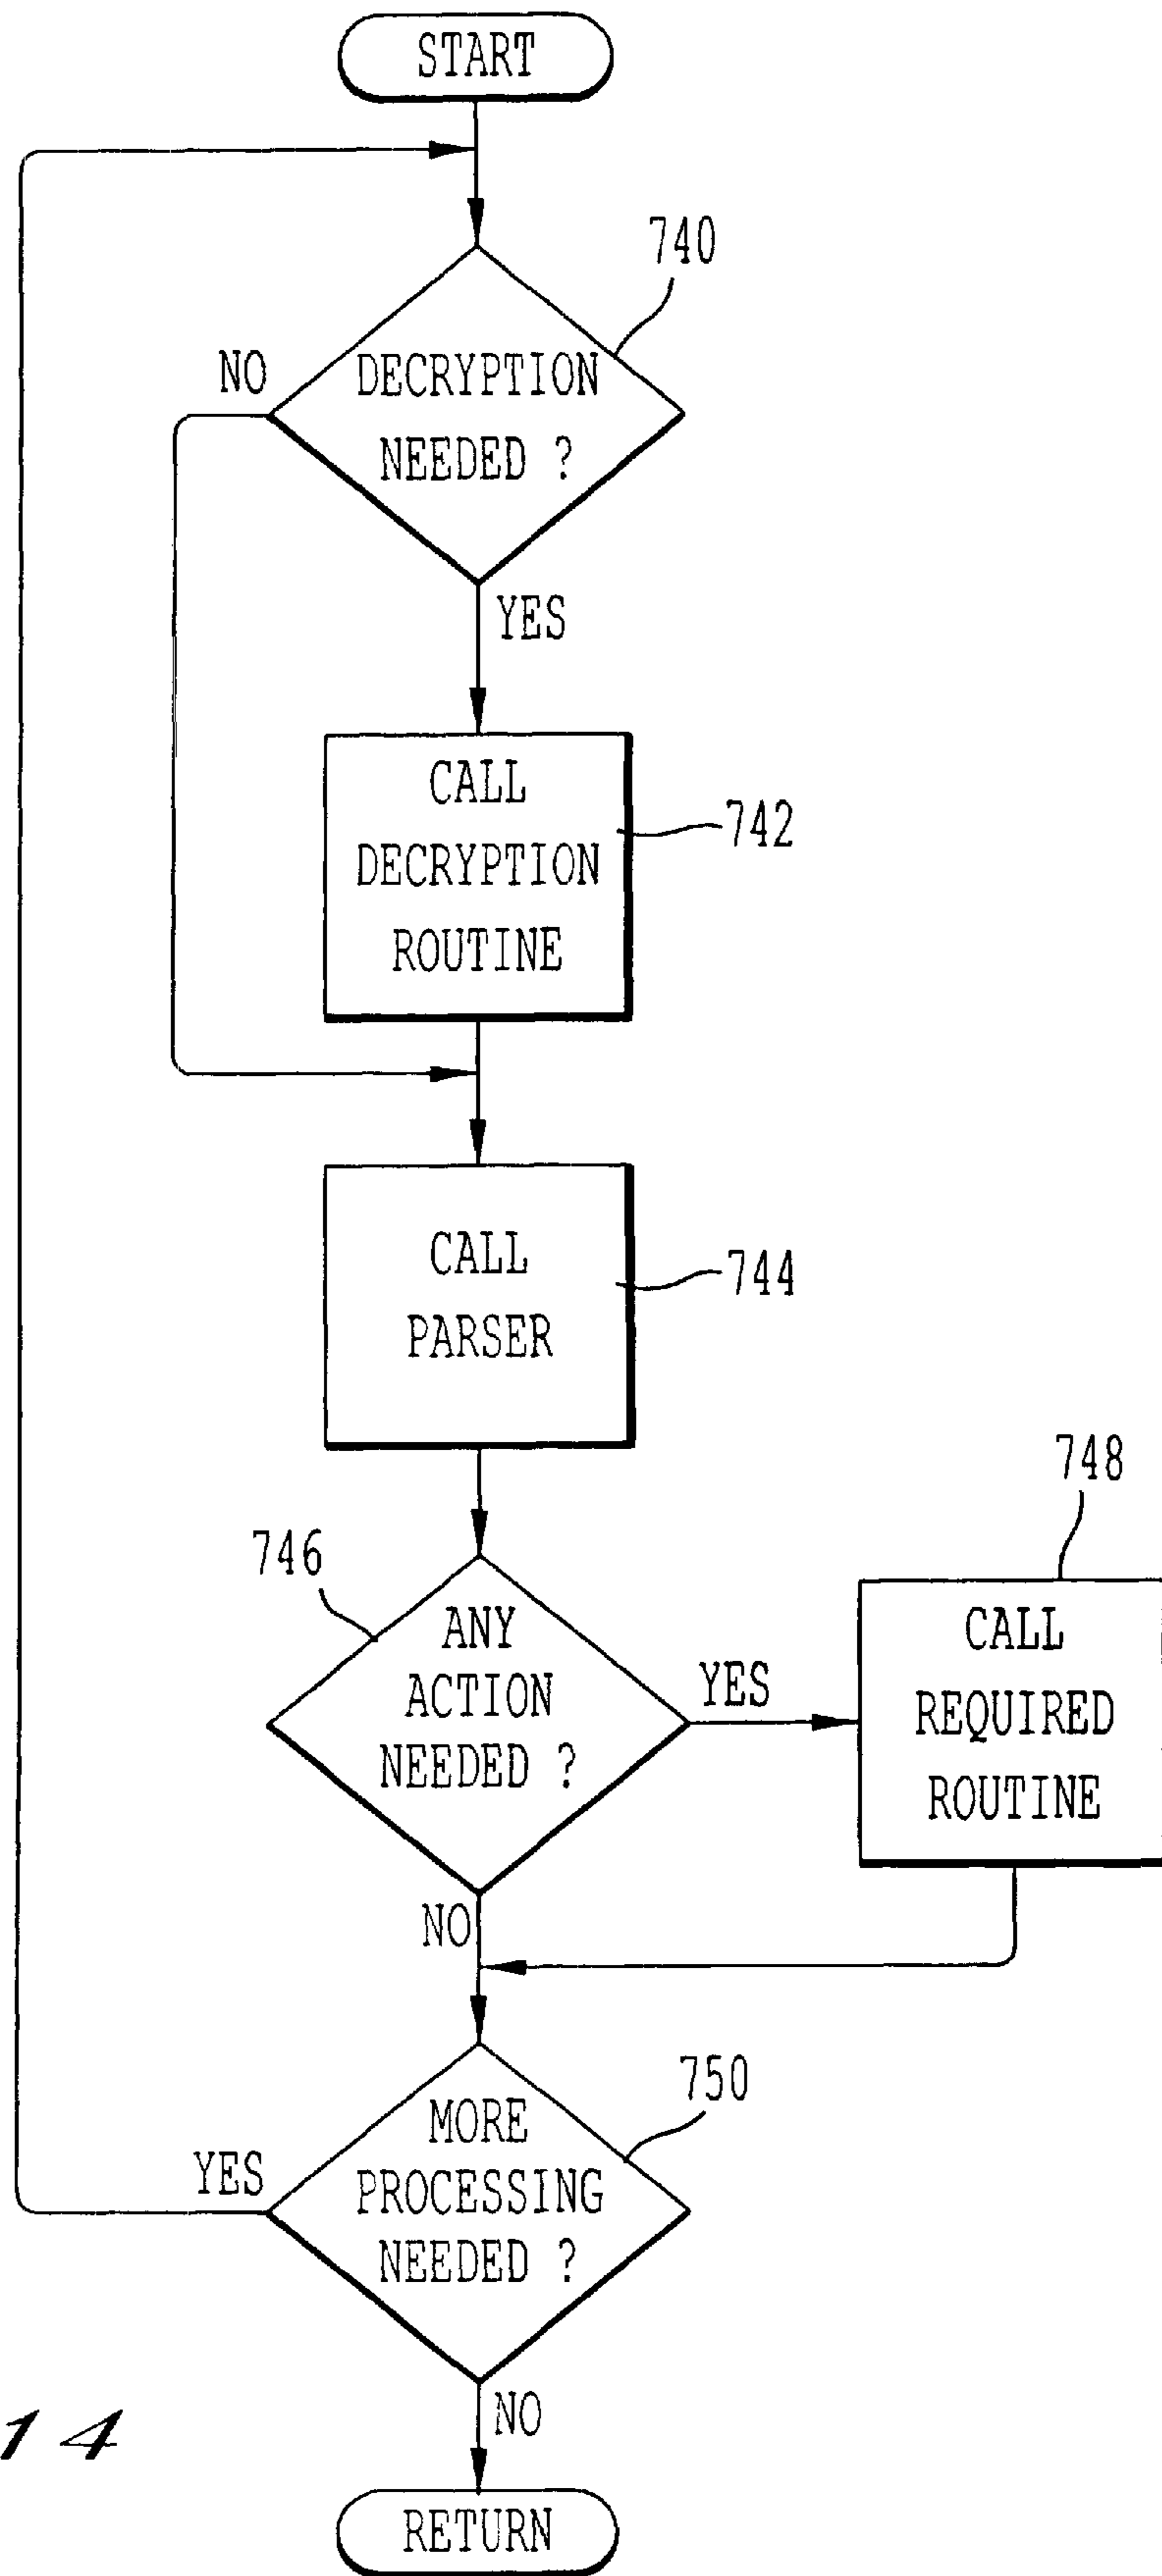 START
740
NO
DECRYPTION
NEEDED ?
YES
CALL
DECRYPTION
ROUTINE
742
CALL
PARSER
744
746
ANY
ACTION
NEEDED ?
YES
748
CALL
REQUIRED
ROUTINE
NO
750
MORE
PROCESSING
NEEDED ?
YES
NO
14
RETURN